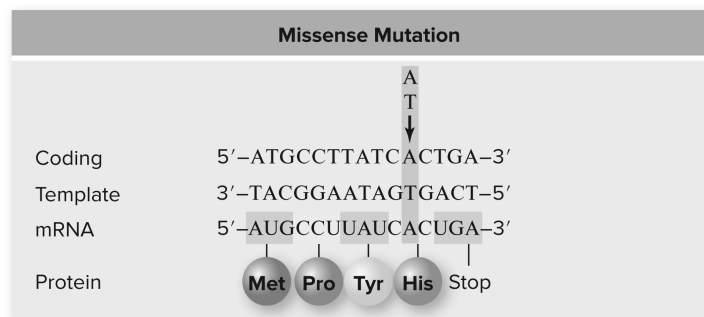 Missense Mutation
A
T
Coding 5′–ATGCCTTATCACTGA–3′
Template 3′–TACGGAATAGTGACT–5′
mRNA 5′–AUGCCUUAUCACUGA–3′
Protein Met Pro Tyr His Stop